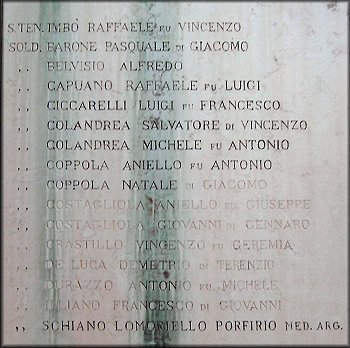 S.TEN. IMBÒ RAFFAELE FU VINCENZO
SOLD. BARONE PASQUALE DI GIACOMO
,, BELVISIO ALFREDO
,, CAPUANO RAFFAELE FU LUIGI
,, CICCARELLI LUIGI FU FRANCESCO
,, COLANDREA SALVATORE DI VINCENZO
,, COLANDREA MICHELE FU ANTONIO
,, COPPOLA ANIELLO FU ANTONIO
,, COPPOLA NATALE DI GIACOMO
,, COSTAGLIOLA ANIELLO FU GIUSEPPE
,, COSTAGLIOLA GIOVANNI DI GENNARO
,, CRASTILLO VINCENZO FU GEREMIA
,, DE LUCA DEMETRIO DI TERENZIO
,, DURAZZO ANTONIO FU MICHELE
,, ILLIANO FRANCESCO DI GIOVANNI
,, SCHIANO LOMORIELLO PORFIRIO MED. ARG.